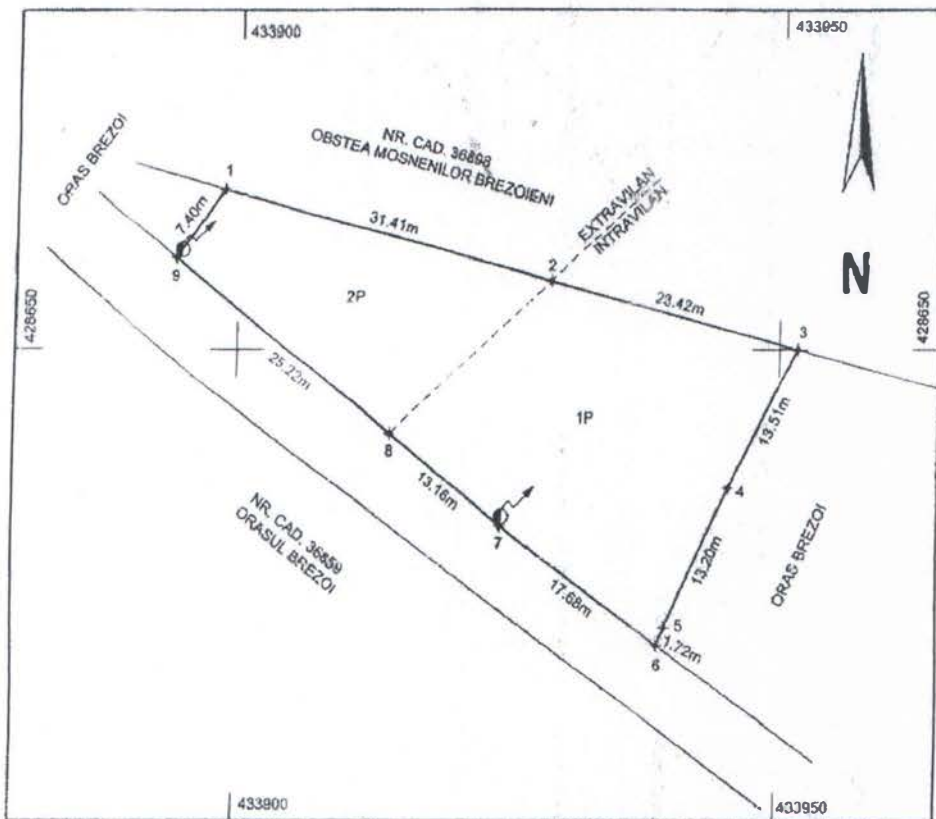 433900
433950
ORAS BREZOI
NR. CAD. 36898
OBSTEA MOSNENILOR BREZOIENI
EXTRAVILAN
INTRAVILAN
1
7.40m
31.41m
2
9
2P
23.42m
N
428650
3
428650
25.22m
1P
13.51m
8
4
13.16m
NR. CAD. 36859
ORASUL BREZOI
7
13.20m
ORAS BREZOI
17.68m
5
1.72m
6
433900
433950